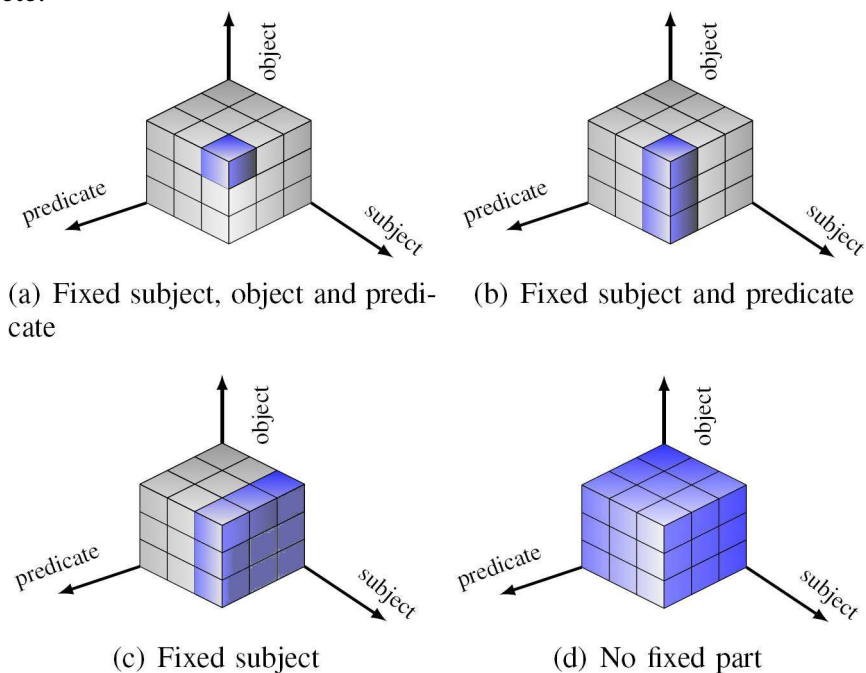 object
predicate
subject
object
predicate
subject
(a) Fixed subject, object and predi-
cate
(b) Fixed subject and predicate
object
predicate
subject
object
predicate
subject
(c) Fixed subject
(d) No fixed part